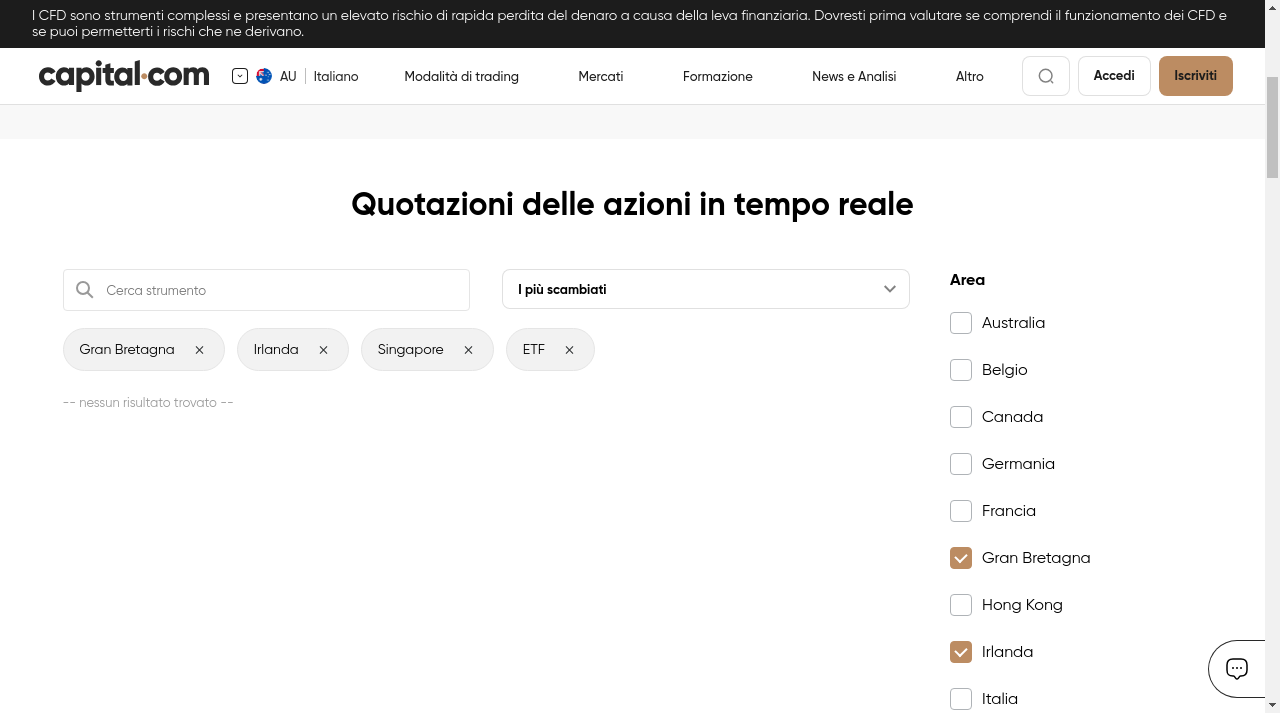 I CFD sono strumenti complessi e presentano un elevato rischio di rapida perdita del denaro a causa della leva finanziaria. Dovresti prima valutare se comprendi il funzionamento dei CFD e
se puoi permetterti i rischi che ne derivano.
capital.com
AU
Italiano
Modalità di trading
Mercati
Formazione
News e Analisi
Altro
Accedi
Iscriviti
Quotazioni delle azioni in tempo reale
Cerca strumento
I più scambiati
Gran Bretagna
Irlanda
Singapore
ETF
-- nessun risultato trovato --
Area
Australia
Belgio
Canada
Germania
Francia
Gran Bretagna
Hong Kong
Irlanda
Italia